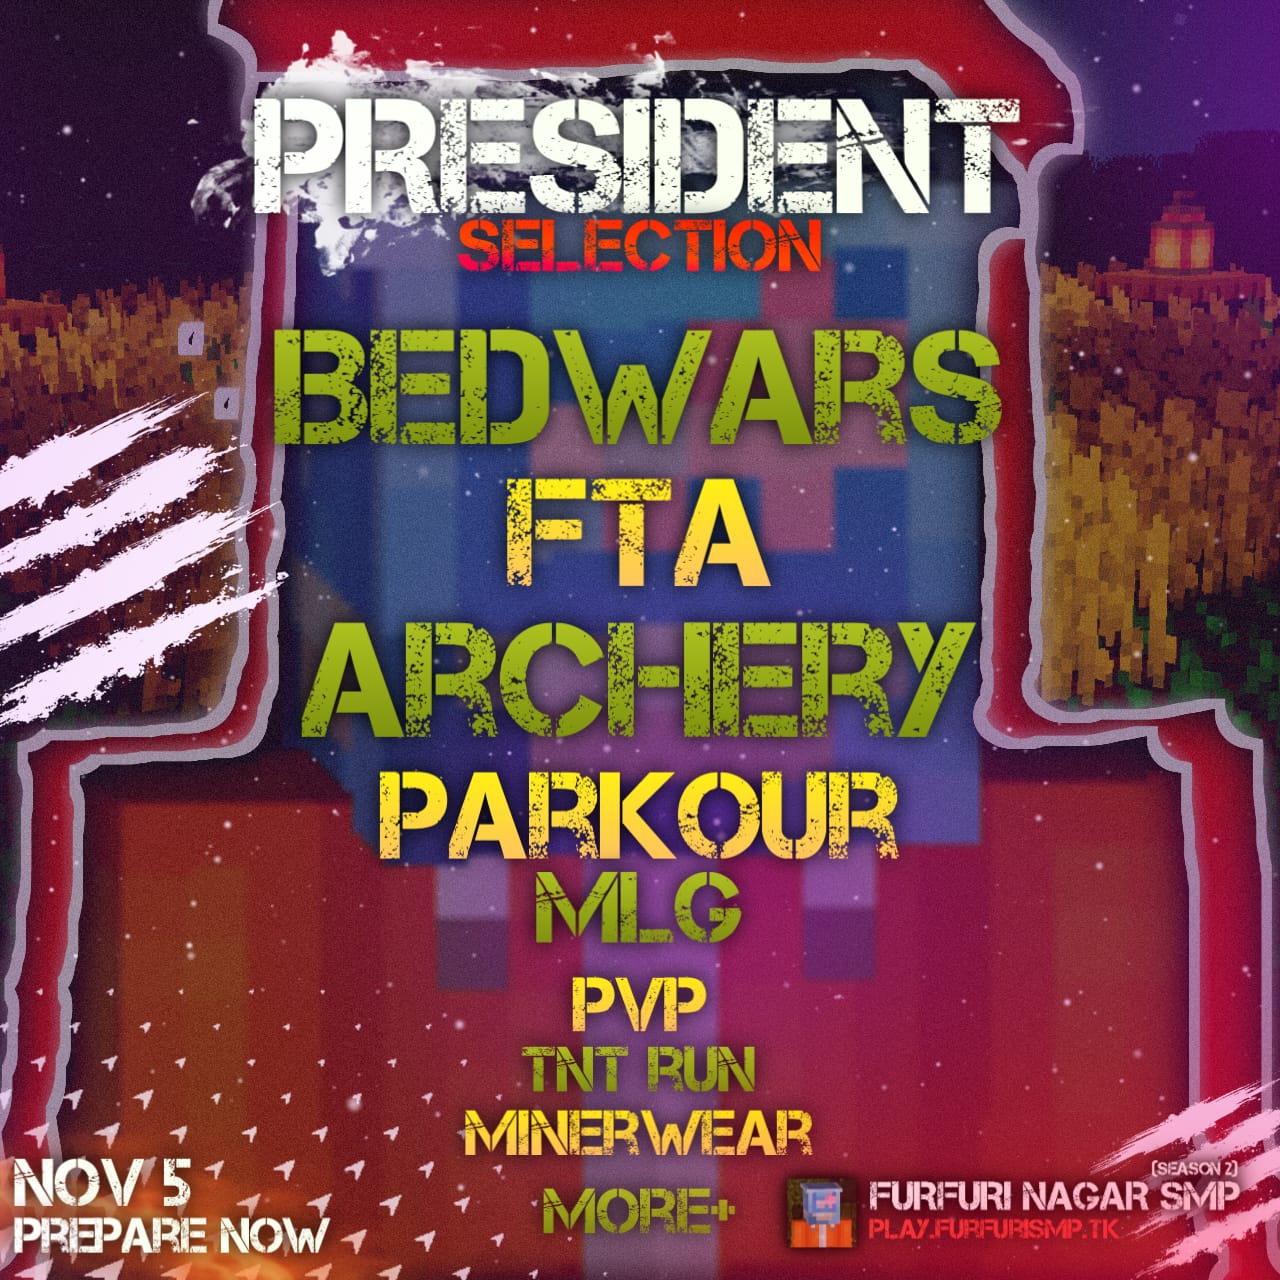 PRESIDENT
SELECTION
BEDWARS
FTA
ARCHERY
PARKOUR
MLG
PVP
TNT RUN
MINERWEAR
MORE+
NOV 5
PREPARE NOW
(SEASON 2)
FURFURI NAGAR SMP
PLAY.FURFURISMP.TK